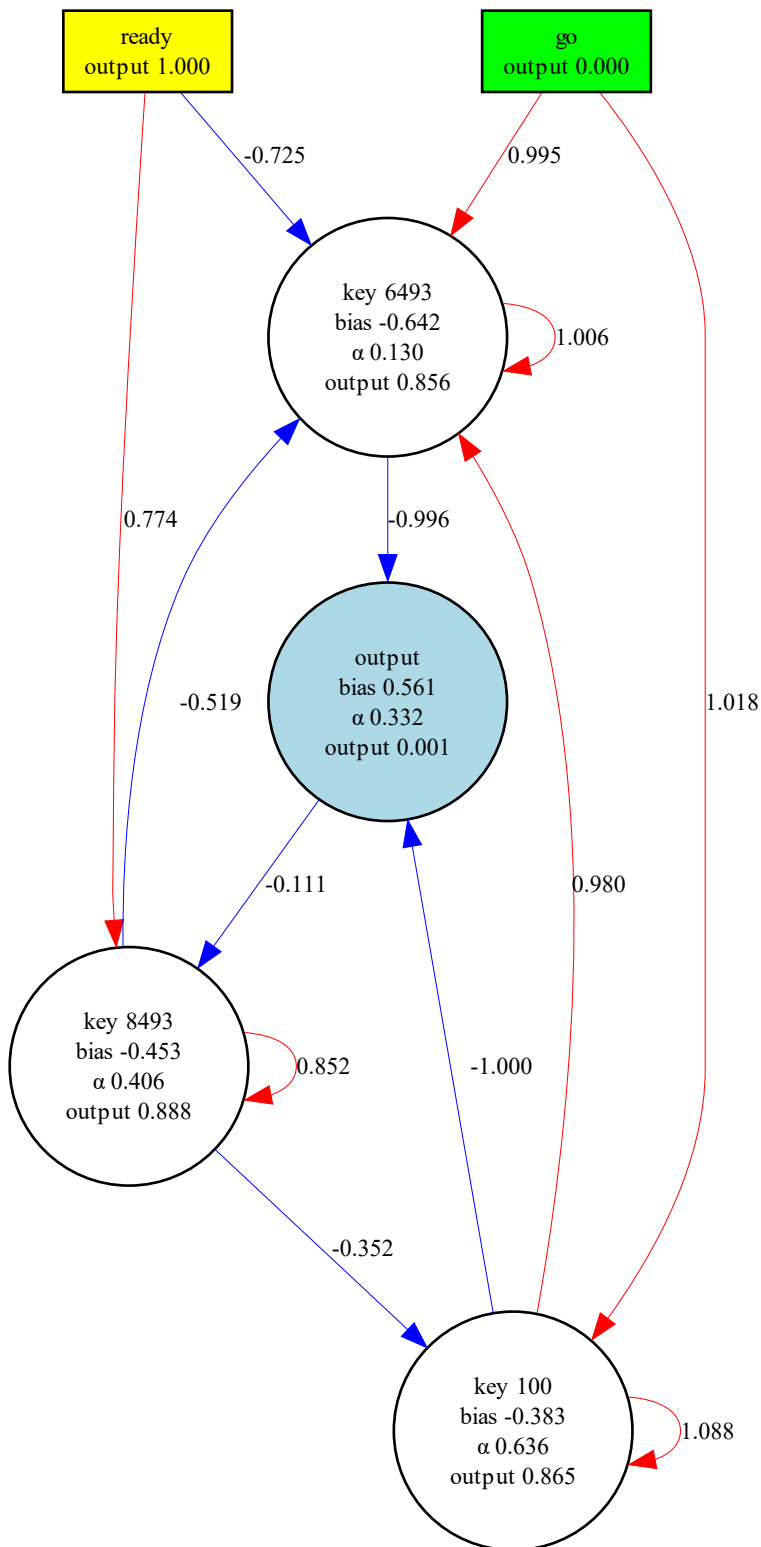 ready
output 1.000
go
output 0.000
-0.725
0.995
key 6493
bias -0.642
α 0.130
output 0.856
1.006
0.774
-0.996
output
bias 0.561
α 0.332
output 0.001
-0.519
1.018
-0.111
0.980
key 8493
bias -0.453
α 0.406
output 0.888
0.852
-1.000
-0.352
key 100
bias -0.383
α 0.636
output 0.865
1.088